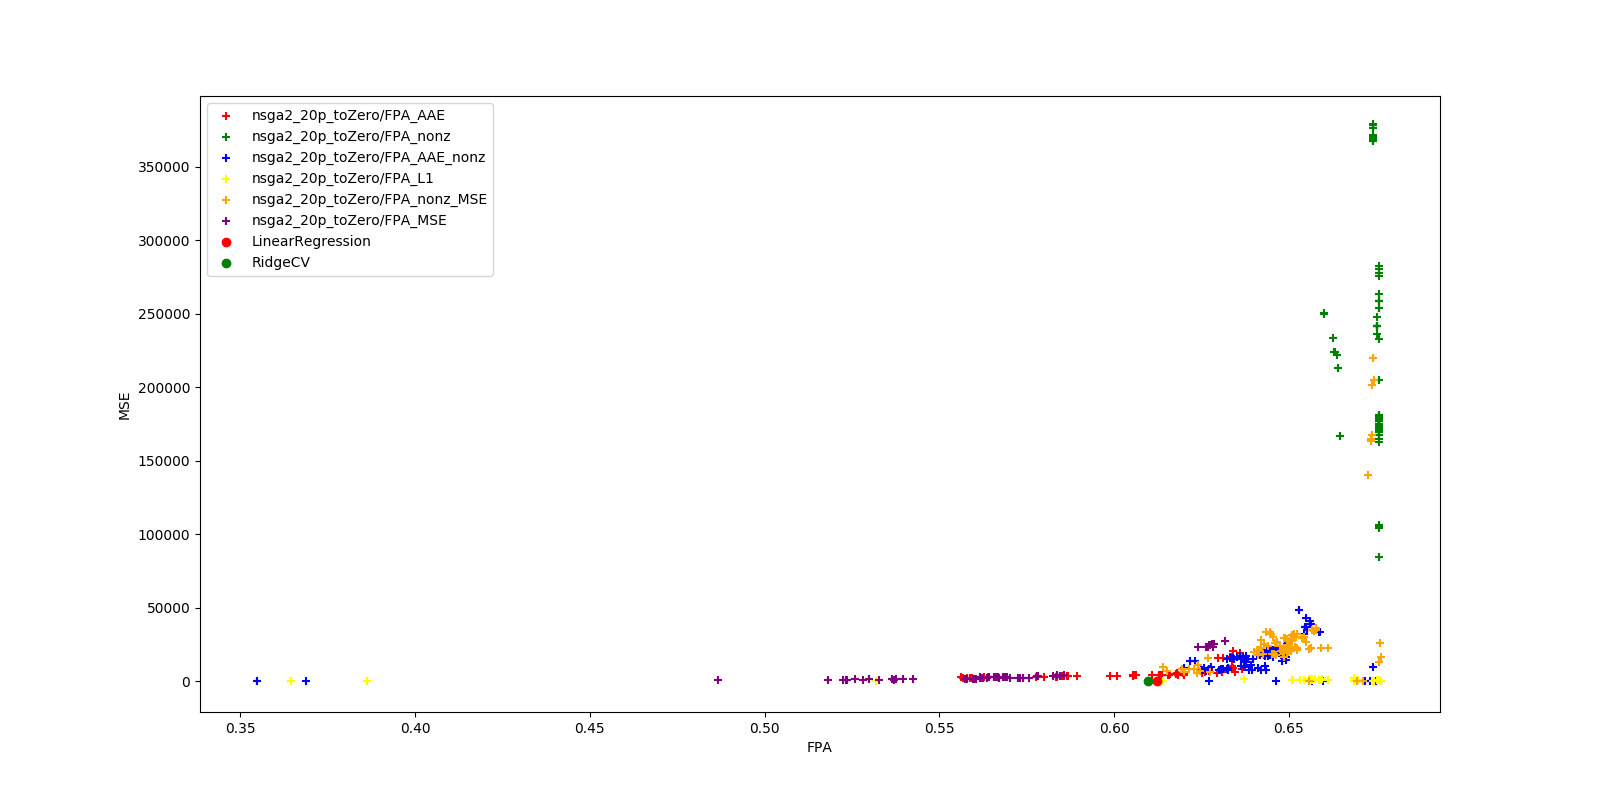 nsga2_20p_toZero/FPA_AAE
nsga2_20p_toZero/FPA_nonz
nsga2_20p_toZero/FPA_AAE_nonz
nsga2_20p_toZero/FPA_L1
nsga2_20p_toZero/FPA_nonz_MSE
nsga2_20p_toZero/FPA_MSE
LinearRegression
RidgeCV
350000
300000
250000
200000
150000
100000
50000
0
MSE
0.35
0.40
0.45
0.50
0.55
0.60
0.65
FPA